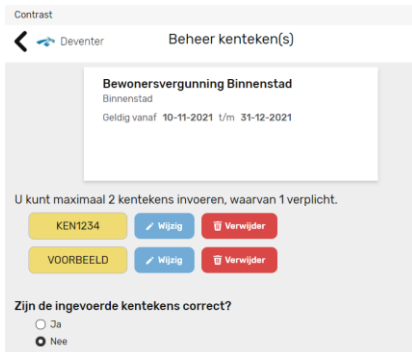 Contrast
Deventer Beheer kenteken(s)
Bewonersvergunning Binnenstad
Binnenstad
Geldig vanaf 10-11-2021 t/m 31-12-2021
U kunt maximaal 2 kentekens invoeren, waarvan 1 verplicht.
KEN1234 Wijzig Verwijder
VOORBEELD Wijzig Verwijder
Zijn de ingevoerde kentekens correct?
Ja
Nee